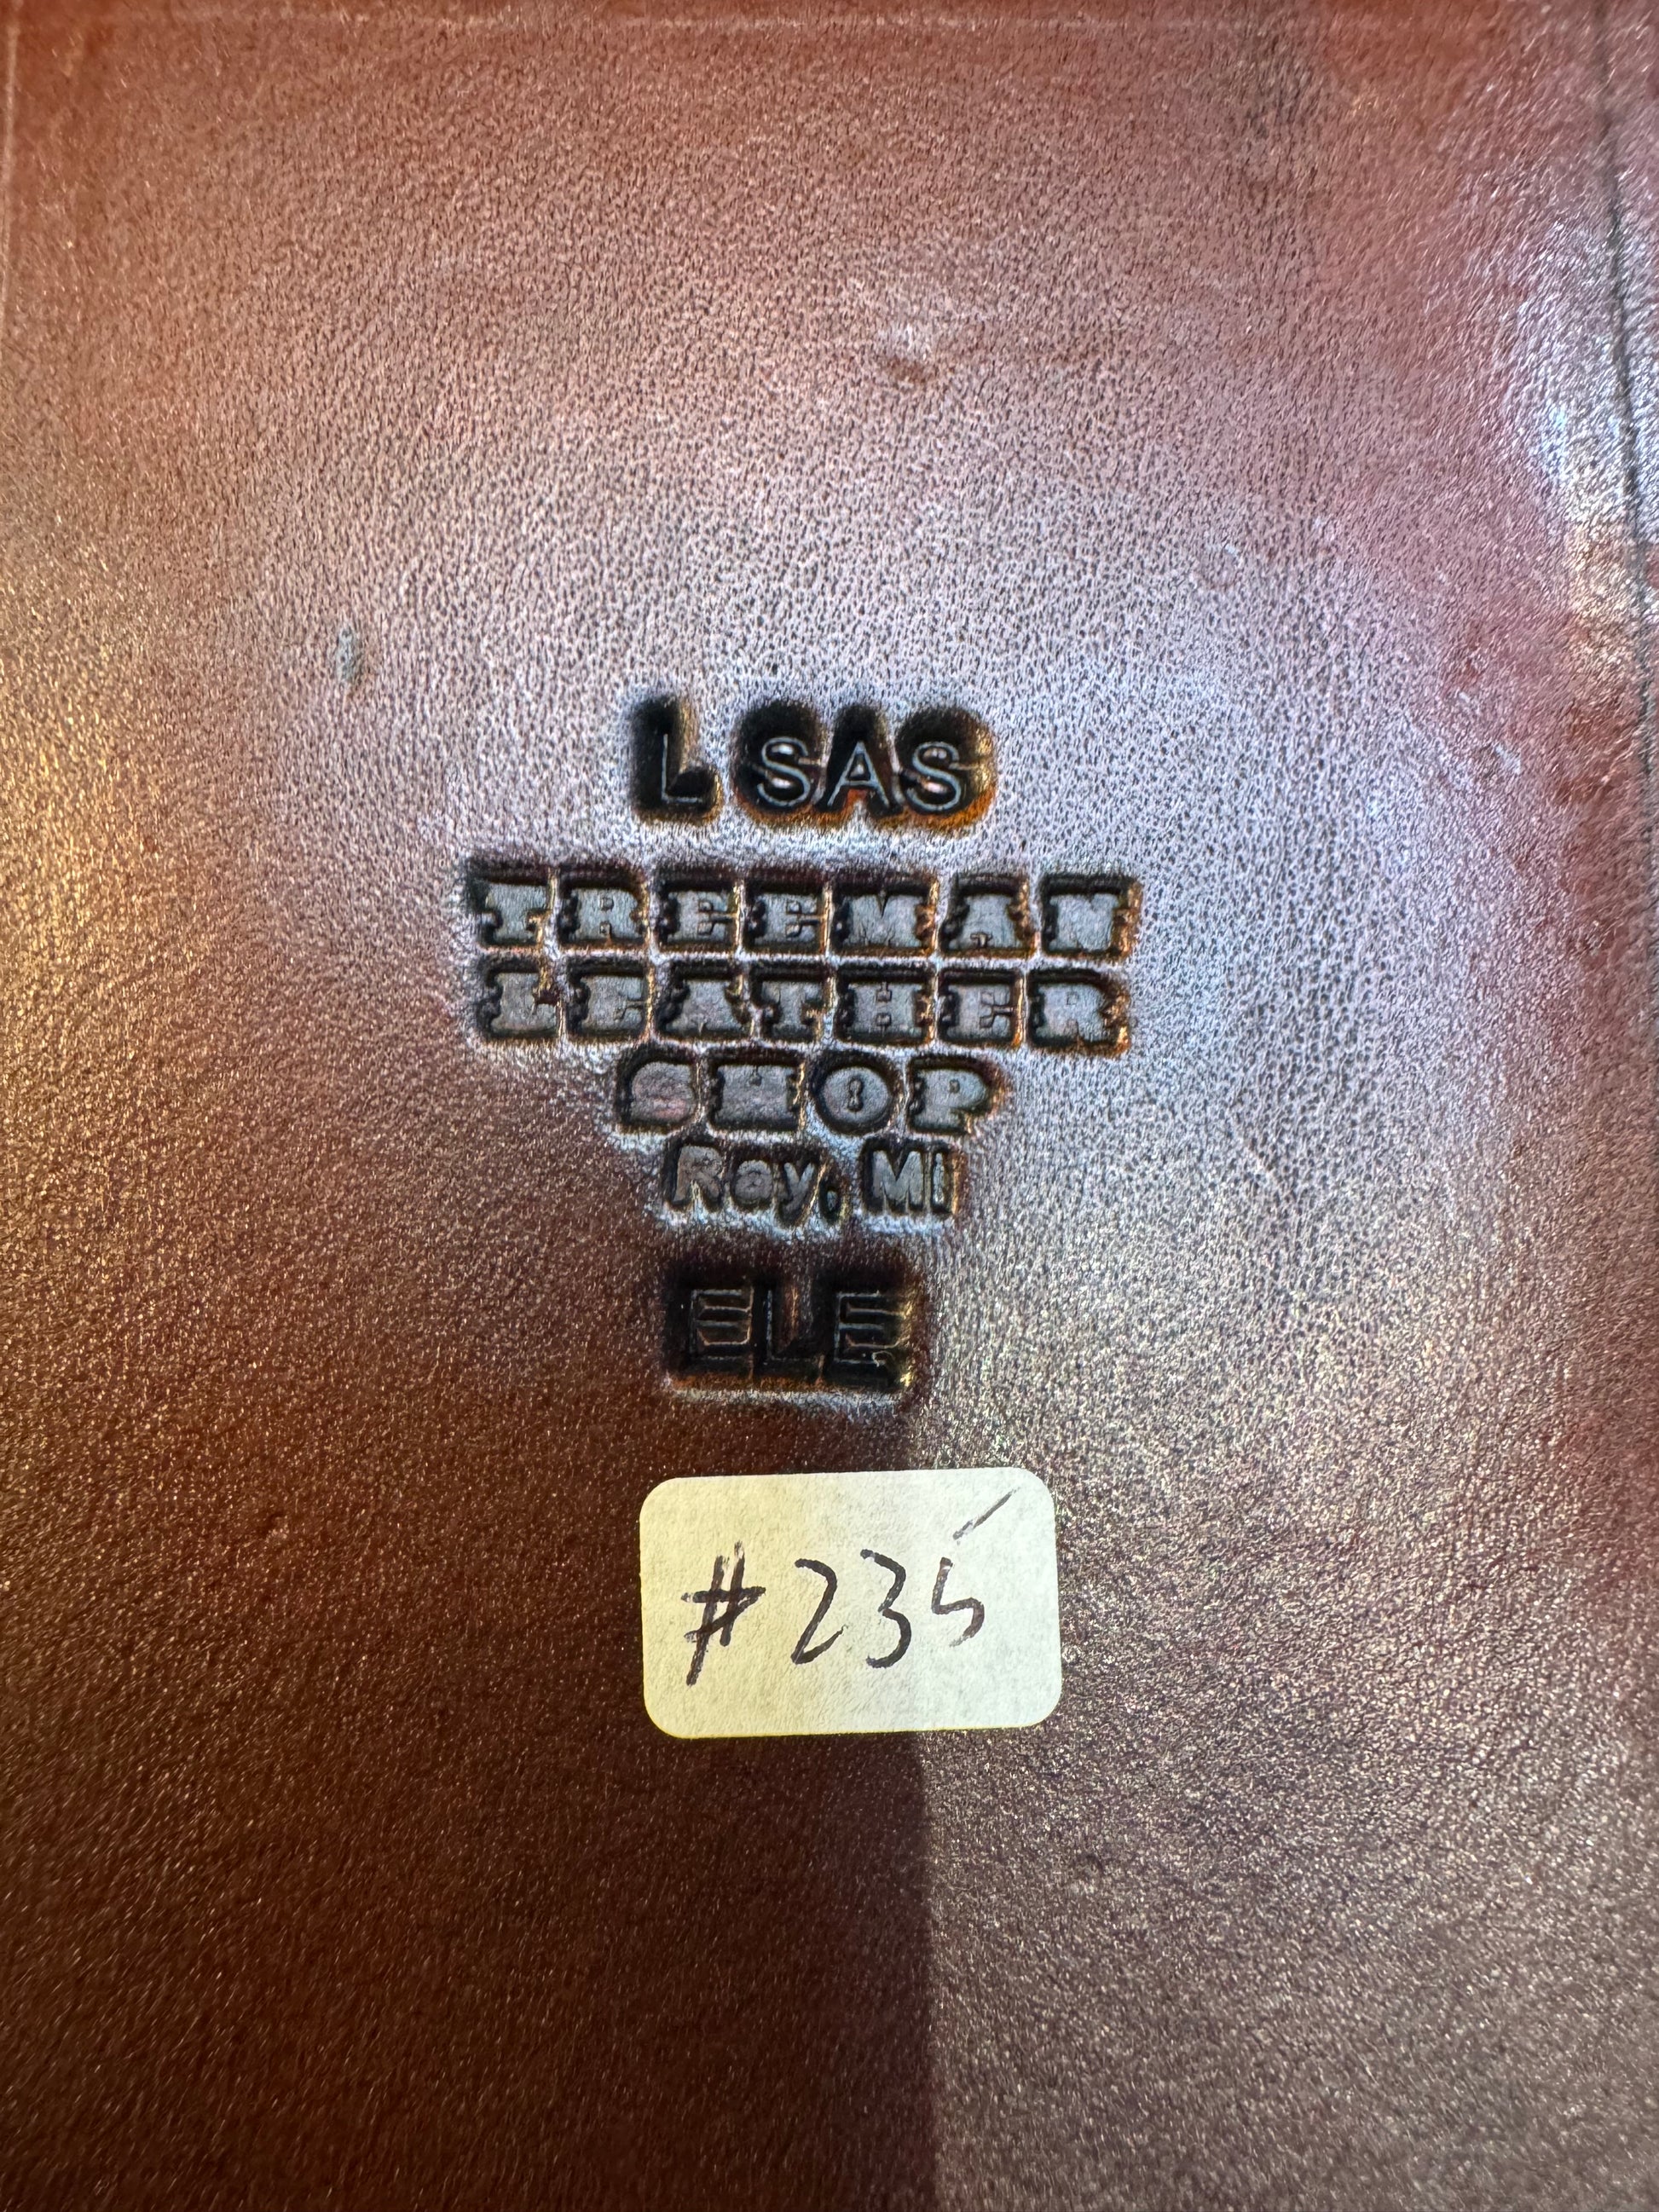 L SAS
TREEMAN
LEATHER
SHOP
Ray, Mi
ELE
#235